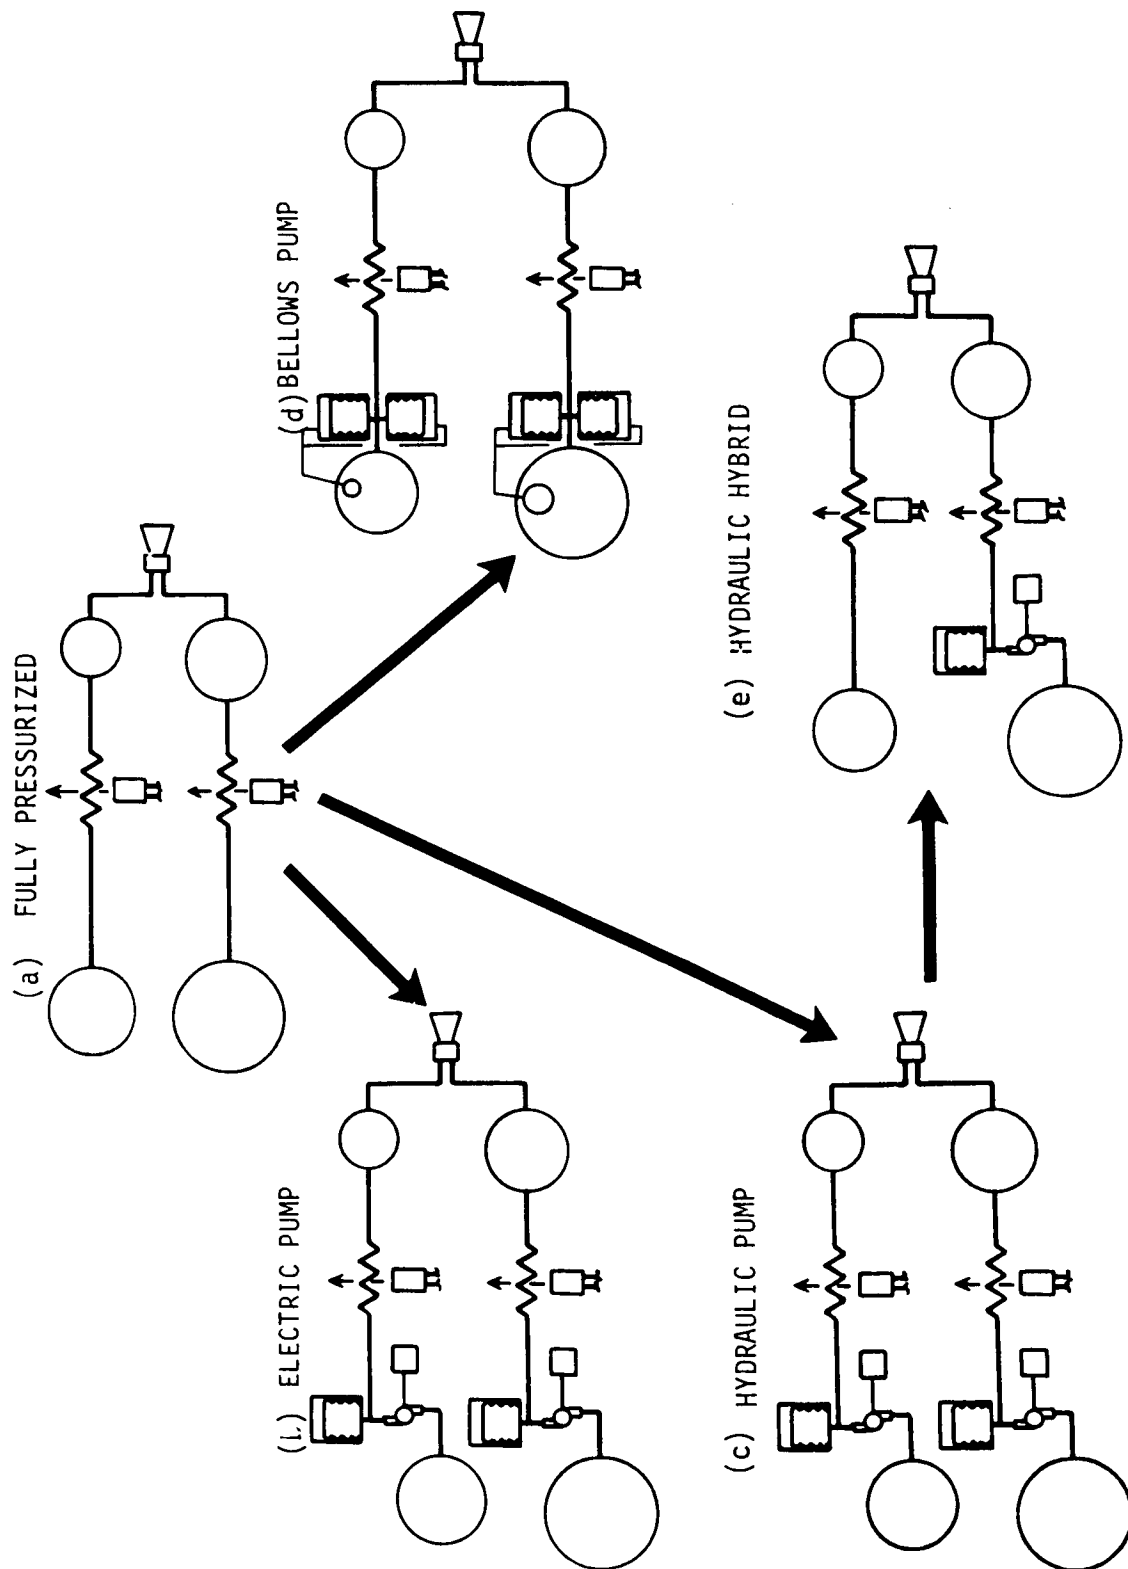 (a) FULLY PRESSURIZED
(b) ELECTRIC PUMP
(c) HYDRAULIC PUMP
(d) BELLOWS PUMP
(e) HYDRAULIC HYBRID